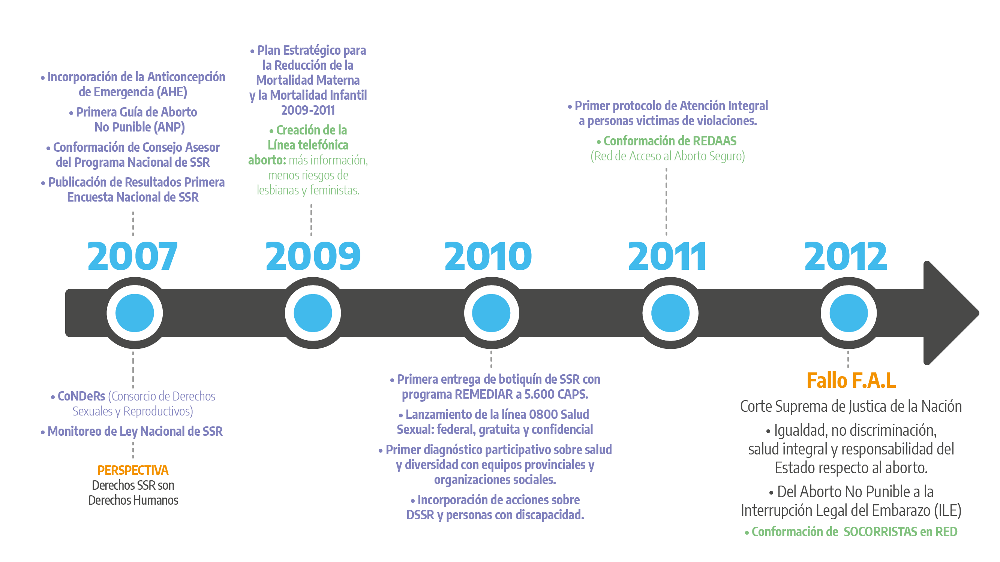 • Incorporación de la Anticoncepción
de Emergencia (AHE)
• Primera Guía de Aborto
No Punible (ANP)
• Conformación de Consejo Asesor
del Programa Nacional de SSR
• Publicación de Resultados Primera
Encuesta Nacional de SSR
2007
• CoNDeRs (Consorcio de Derechos
Sexuales y Reproductivos)
• Monitoreo de Ley Nacional de SSR
PERSPECTIVA
Derechos SSR son
Derechos Humanos
• Plan Estratégico para
la Reducción de la
Mortalidad Materna
y la Mortalidad Infantil
2009-2011
• Creación de la
Línea telefónica
aborto: más información,
menos riesgos de
lesbianas y feministas.
2009
2010
• Primera entrega de botiquín de SSR con
programa REMEDIAR a 5.600 CAPS.
• Lanzamiento de la línea 0800 Salud
Sexual: federal, gratuita y confidencial
• Primer diagnóstico participativo sobre salud
y diversidad con equipos provinciales y
organizaciones sociales.
• Incorporación de acciones sobre
DSSR y personas con discapacidad.
• Primer protocolo de Atención Integral
a personas victimas de violaciones.
• Conformación de REDAAS
(Red de Acceso al Aborto Seguro)
2011
2012
Fallo F.A.L
Corte Suprema de Justica de la Nación
• Igualdad, no discriminación,
salud integral y responsabilidad del
Estado respecto al aborto.
• Del Aborto No Punible a la
Interrupción Legal del Embarazo (ILE)
• Conformación de SOCORRISTAS en RED